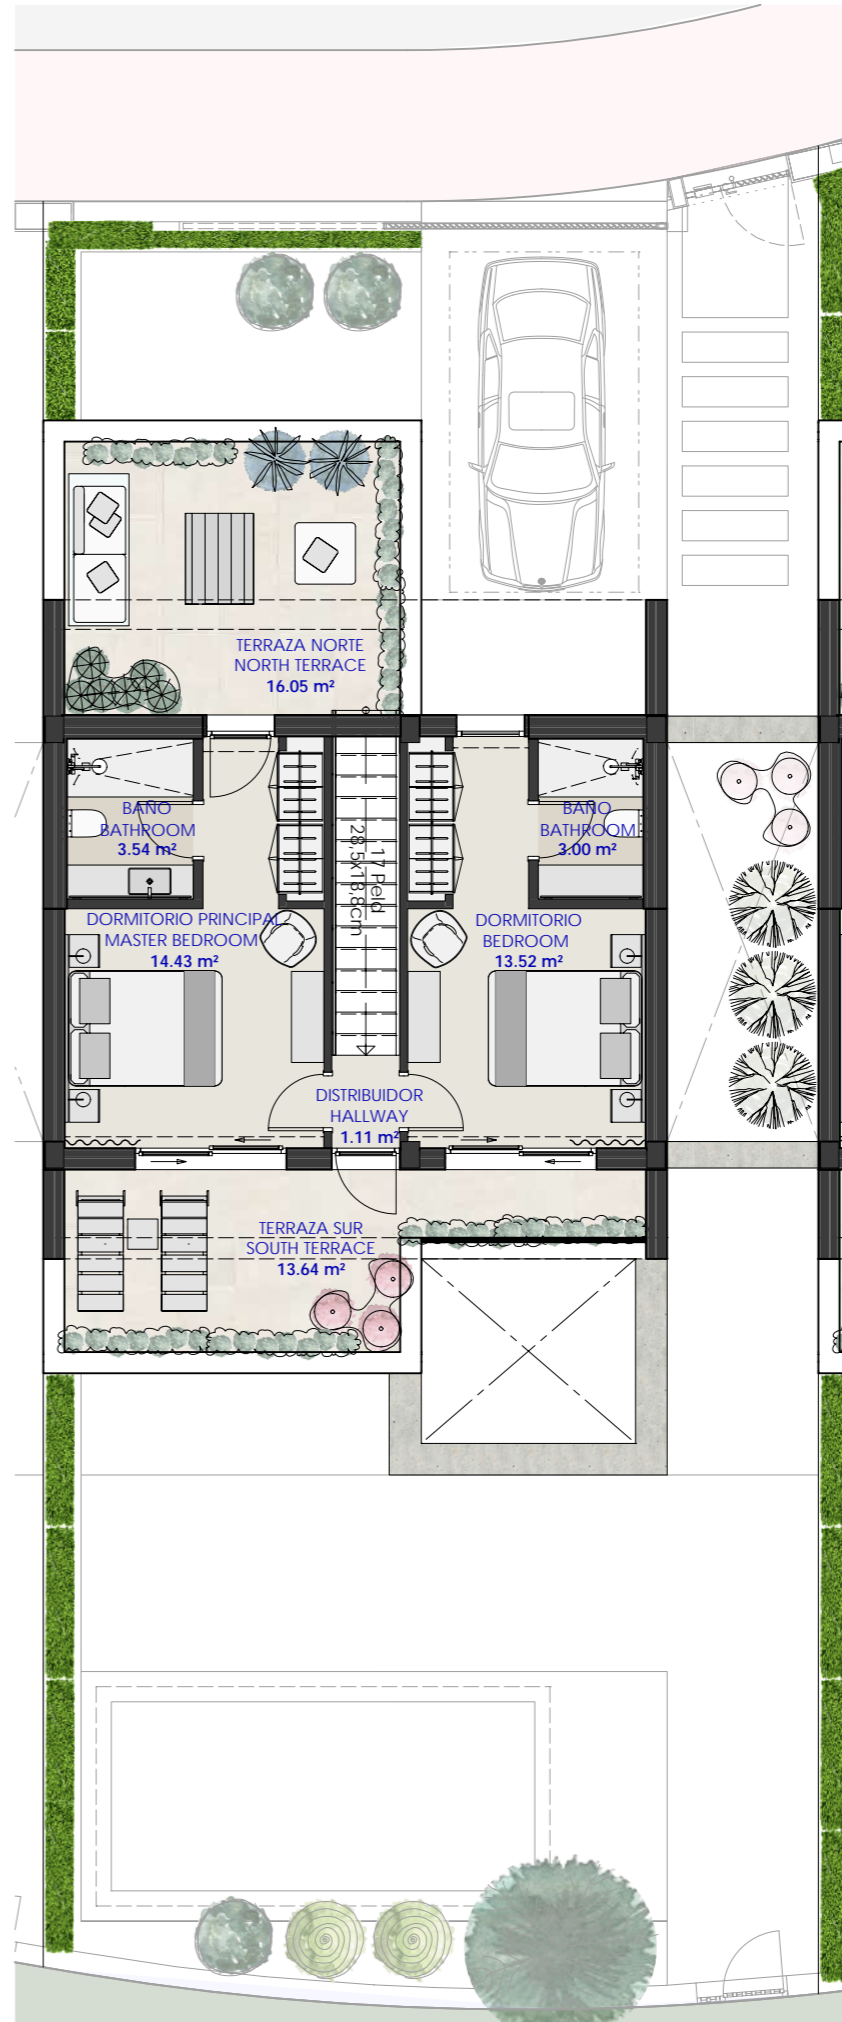 TERRAZA NORTE
NORTH TERRACE
16.05 m²
BAÑO
BATHROOM
3.54 m²
17 Peld
28,5x18,8cm
BAÑO
BATHROOM
3.00 m²
DORMITORIO PRINCIPAL
MASTER BEDROOM
14.43 m²
DORMITORIO
BEDROOM
13.52 m²
DISTRIBUIDOR
HALLWAY
1.11 m²
TERRAZA SUR
SOUTH TERRACE
13.64 m²